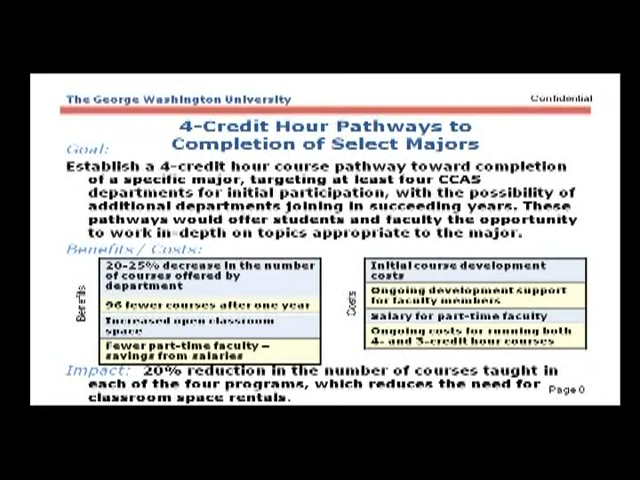 The George Washington University
Confidential
4-Credit Hour Pathways to
Completion of Select Majors
Goal:
Establish a 4-credit hour course pathway toward completion
of a specific major, targeting at least four CCAS
departments for initial participation, with the possibility of
additional departments joining in succeeding years. These
pathways would offer students and faculty the opportunity
to work in-depth on topics appropriate to the major.
Benefits/ Costs:
Benefits
20-25% decrease in the number
of courses offered by
department
96 fewer courses after one year
Increased open classroom
space
Fewer part-time faculty –
savings from salaries
Costs
Initial course development
costs
Ongoing development support
for faculty members
Salary for part-time faculty
Ongoing costs for running both
4- and 3-credit hour courses
Impact: 20% reduction in the number of courses taught in
each of the four programs, which reduces the need for
classroom space rentals.
Page 0